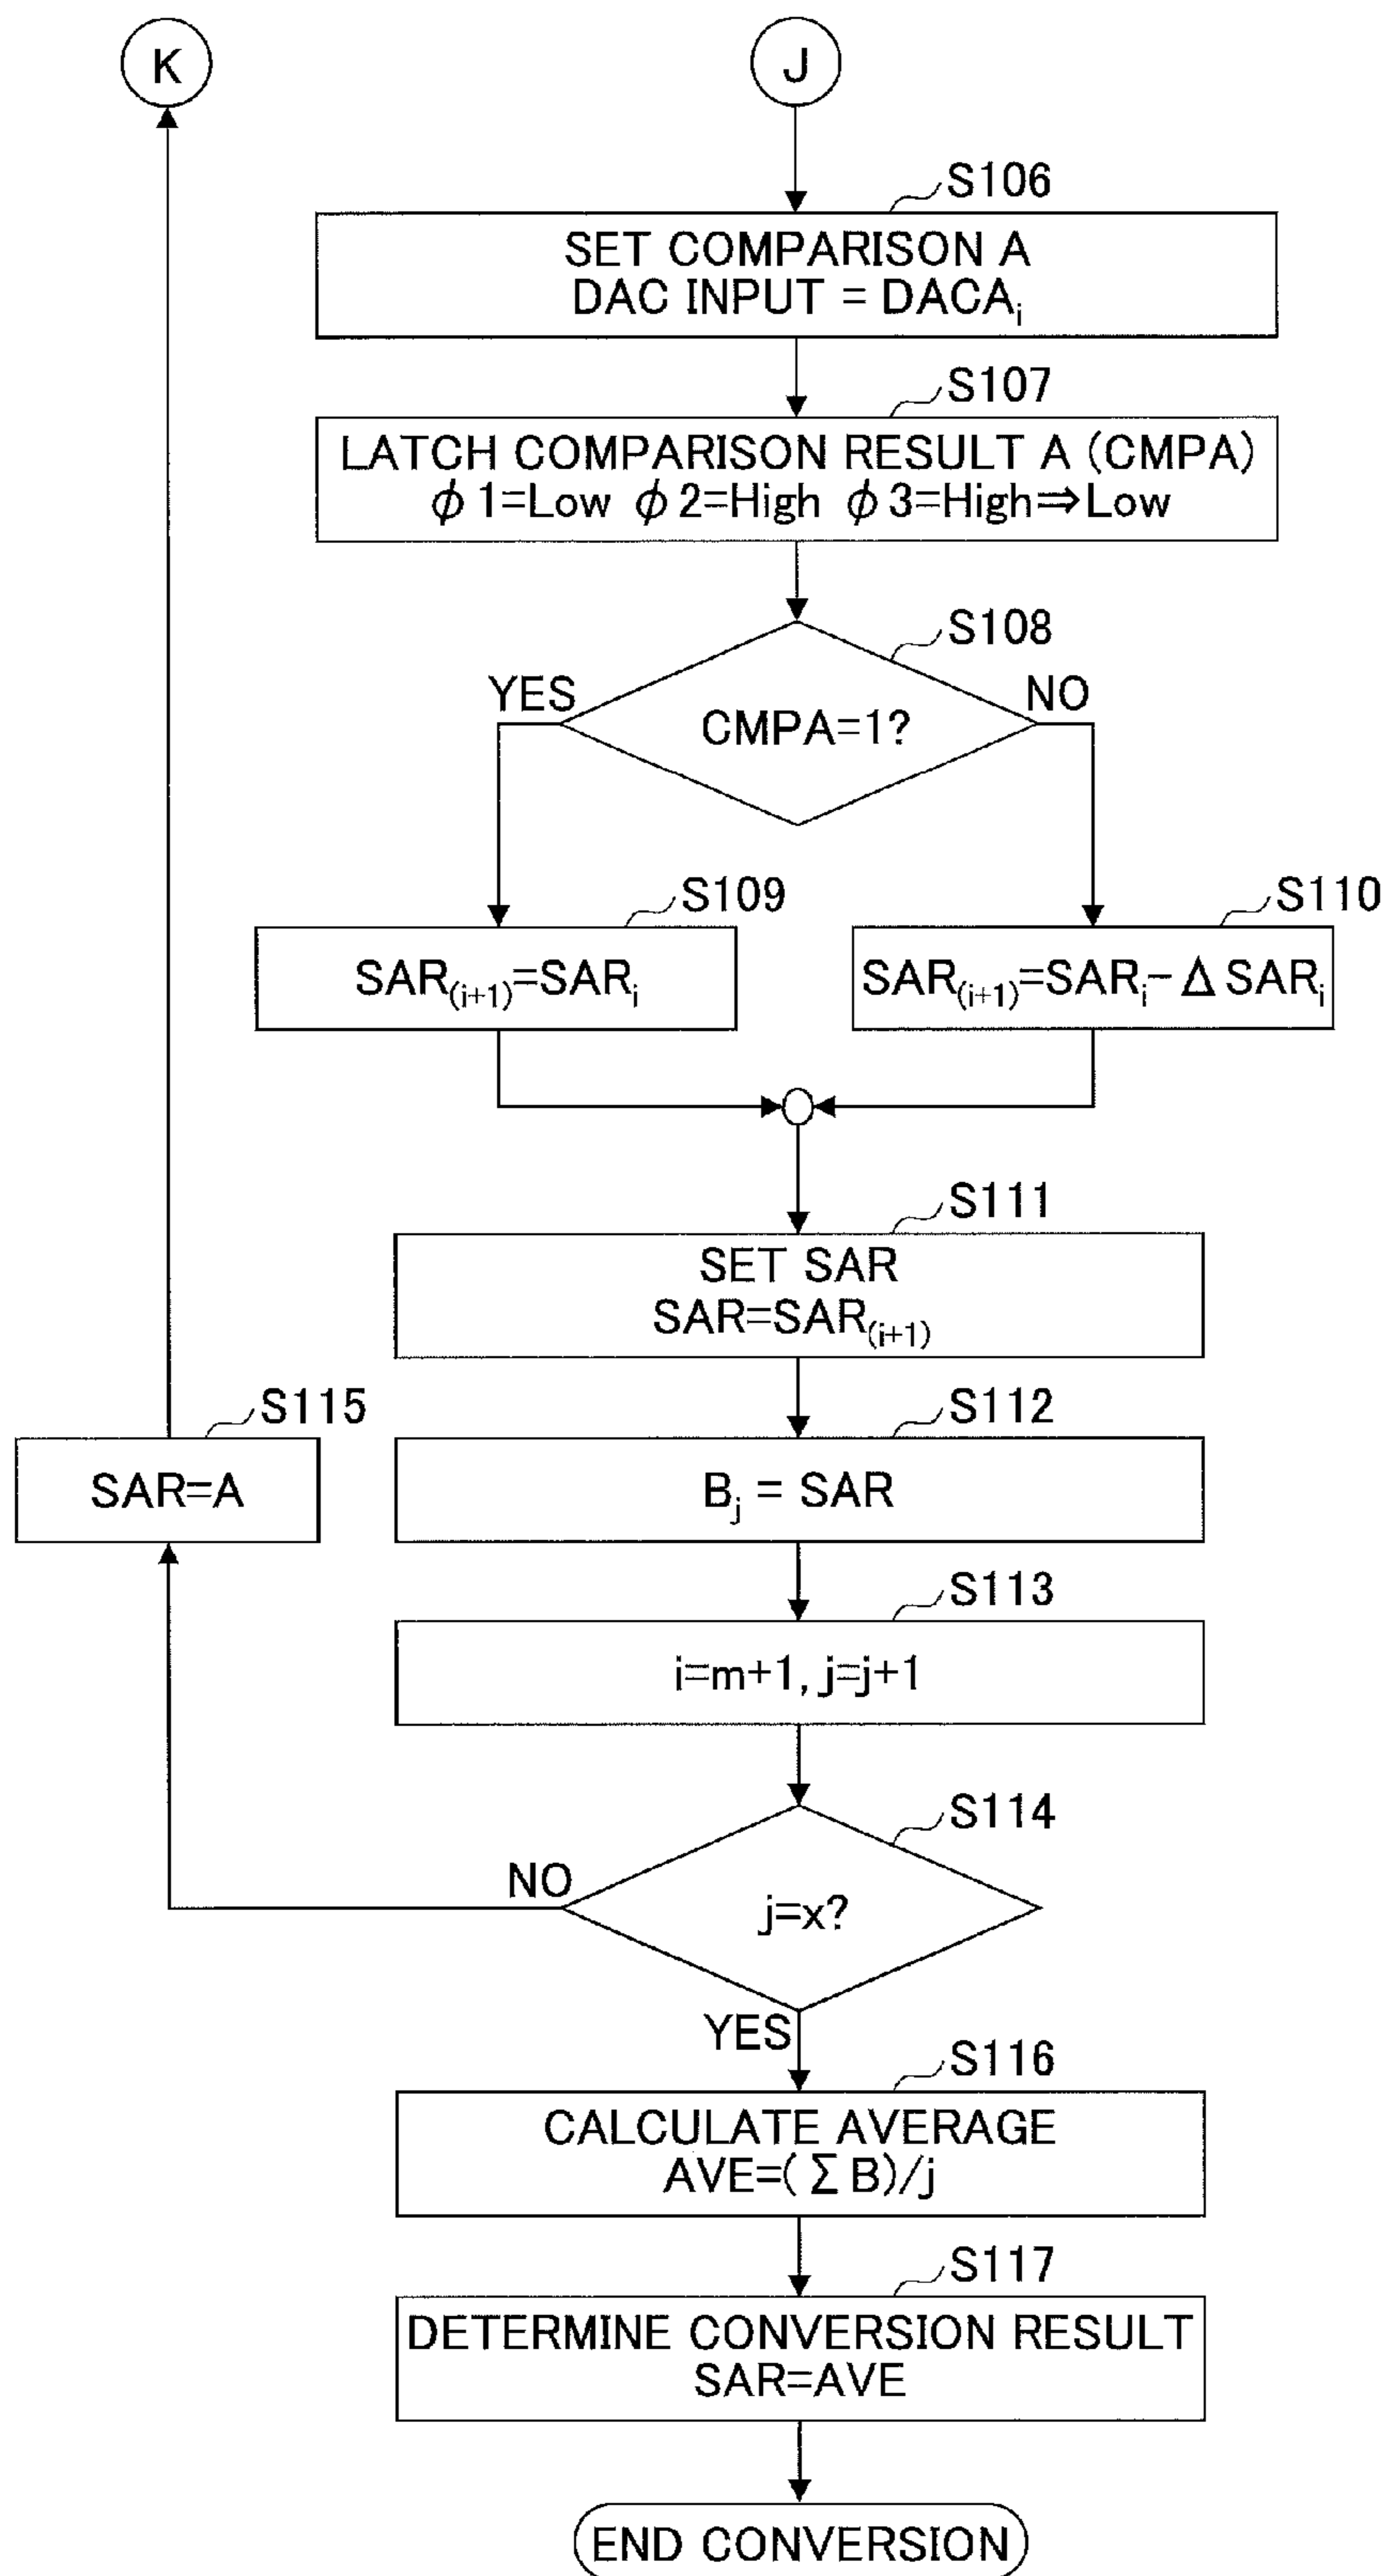 K
J
S106
SET COMPARISON A
DAC INPUT = DACAᵢ
S107
LATCH COMPARISON RESULT A (CMPA)
ϕ1=Low ϕ2=High ϕ3=High⇒Low
S108
YES
NO
CMPA=1?
S109
S110
SAR₍ᵢ₊₁₎=SARᵢ
SAR₍ᵢ₊₁₎=SARᵢ-ΔSARᵢ
S111
SET SAR
SAR=SAR₍ᵢ₊₁₎
S115
SAR=A
S112
Bⱼ = SAR
S113
i=m+1, j=j+1
S114
NO
j=x?
YES
S116
CALCULATE AVERAGE
AVE=(ΣB)/j
S117
DETERMINE CONVERSION RESULT
SAR=AVE
END CONVERSION